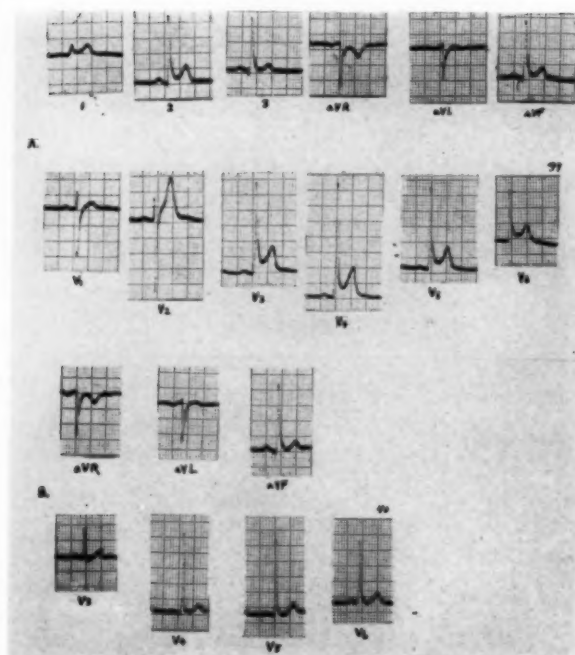 1 2 3 aVR aVL aVF
A.
V1 V2 V3 V4 V5 V6
aVR aVL aVF
B.
V3 V4 V5 V6